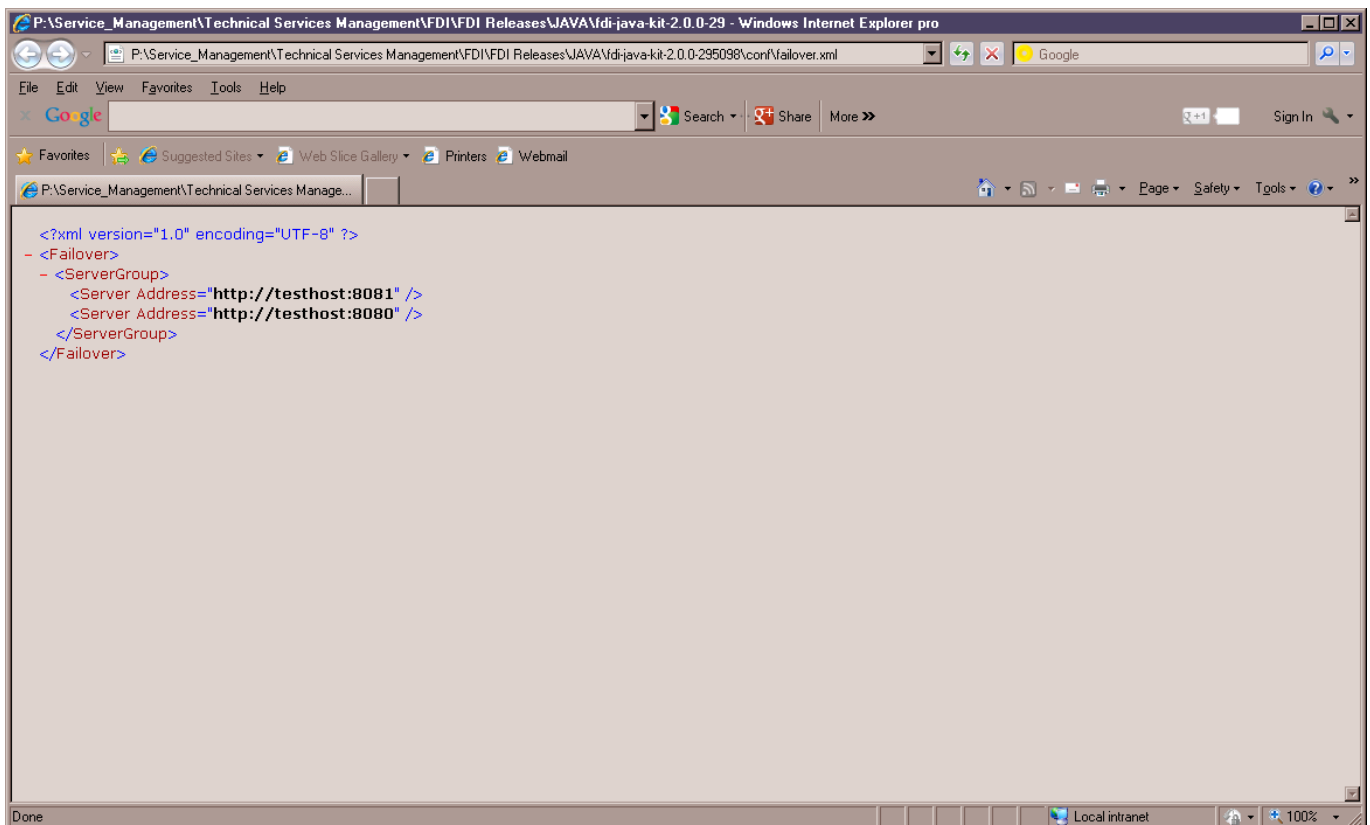 P:\Service_Management\Technical Services Management\FDI\FDI Releases\JAVA\fdi-java-kit-2.0.0-29 - Windows Internet Explorer pro
P:\Service_Management\Technical Services Management\FDI\FDI Releases\JAVA\fdi-java-kit-2.0.0-295098\conf\failover.xml Google
File Edit View Favorites Tools Help
x Google Search Share More >> +1 Sign In
Favorites Suggested Sites Web Slice Gallery Printers Webmail
P:\Service_Management\Technical Services Manage... Page Safety Tools >>
<?xml version="1.0" encoding="UTF-8" ?>
- <Failover>
- <ServerGroup>
<Server Address="http://testhost:8081" />
<Server Address="http://testhost:8080" />
</ServerGroup>
</Failover>
Done Local intranet 100%